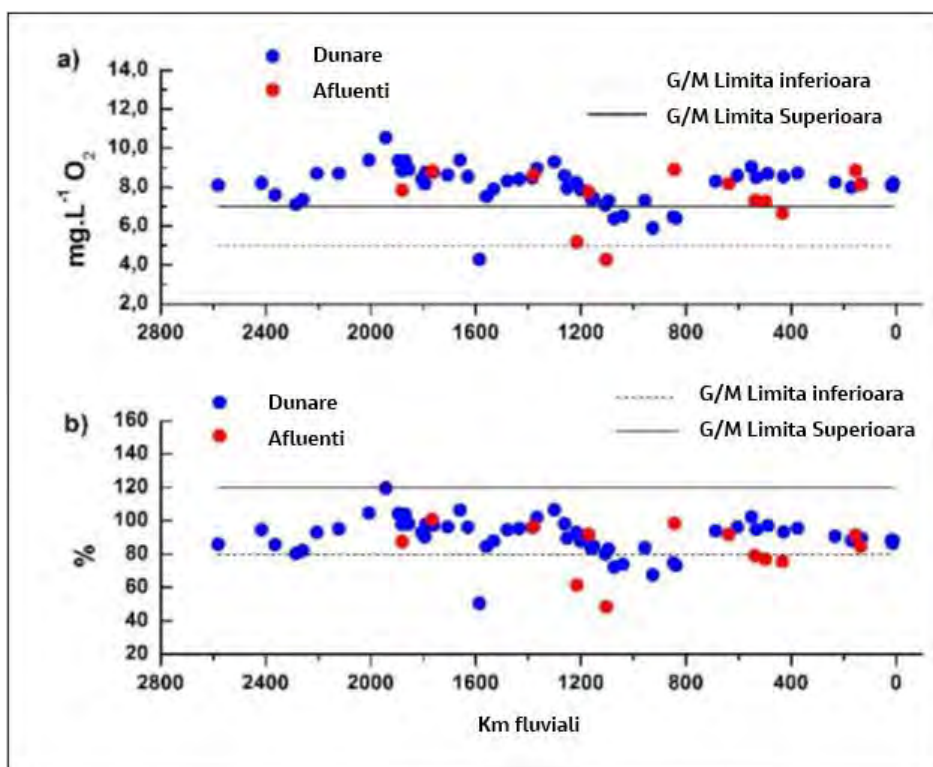 a)
Dunare
Afluenti
G/M Limita inferioara
G/M Limita Superioara
14,0
12,0
10,0
8,0
6,0
4,0
2,0
mg.L⁻¹ O₂
2800 2400 2000 1600 1200 800 400 0
b)
Dunare
Afluenti
G/M Limita inferioara
G/M Limita Superioara
160
140
120
100
80
60
40
20
%
2800 2400 2000 1600 1200 800 400 0
Km fluviali